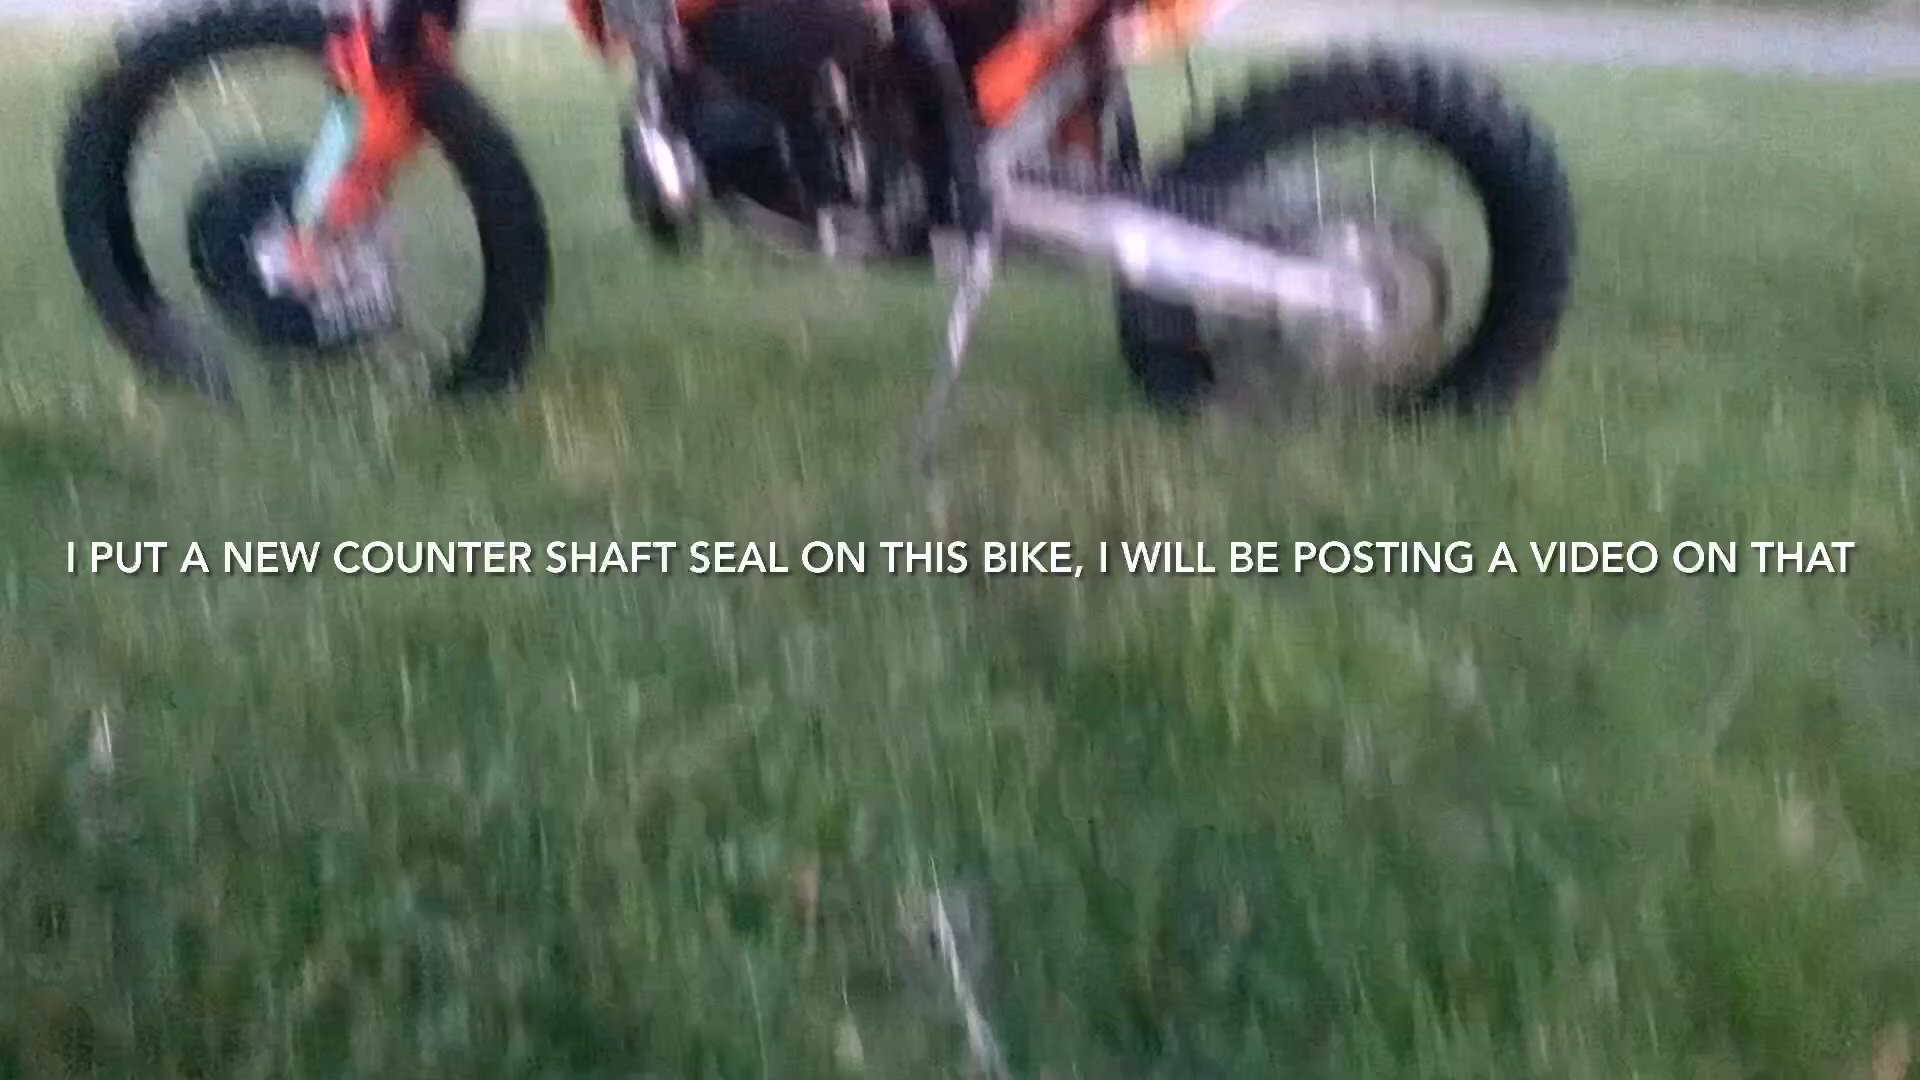 I PUT A NEW COUNTER SHAFT SEAL ON THIS BIKE, I WILL BE POSTING A VIDEO ON THAT